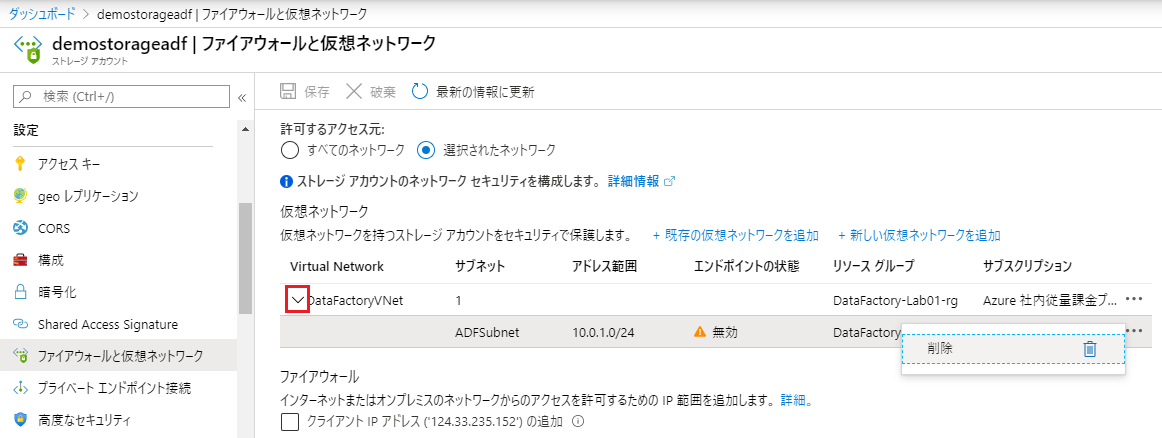 ダッシュボード > demostorageadf | ファイアウォールと仮想ネットワーク
demostorageadf | ファイアウォールと仮想ネットワーク
ストレージ アカウント
検索 (Ctrl+/)
«
保存
破棄
最新の情報に更新
設定
アクセス キー
geo レプリケーション
CORS
構成
暗号化
Shared Access Signature
ファイアウォールと仮想ネットワーク
プライベート エンドポイント接続
高度なセキュリティ
許可するアクセス元:
すべてのネットワーク 選択されたネットワーク
ストレージ アカウントのネットワーク セキュリティを構成します。 詳細情報
仮想ネットワーク
仮想ネットワークを持つストレージ アカウントをセキュリティで保護します。 + 既存の仮想ネットワークを追加 + 新しい仮想ネットワークを追加
Virtual Network サブネット アドレス範囲 エンドポイントの状態 リソース グループ サブスクリプション
DataFactoryVNet 1 DataFactory-Lab01-rg Azure 社内従量課金プ... ...
ADFSubnet 10.0.1.0/24 無効 DataFactory ...
削除
ファイアウォール
インターネットまたはオンプレミスのネットワークからのアクセスを許可するための IP 範囲を追加します。 詳細。
クライアント IP アドレス ('124.33.235.152') の追加